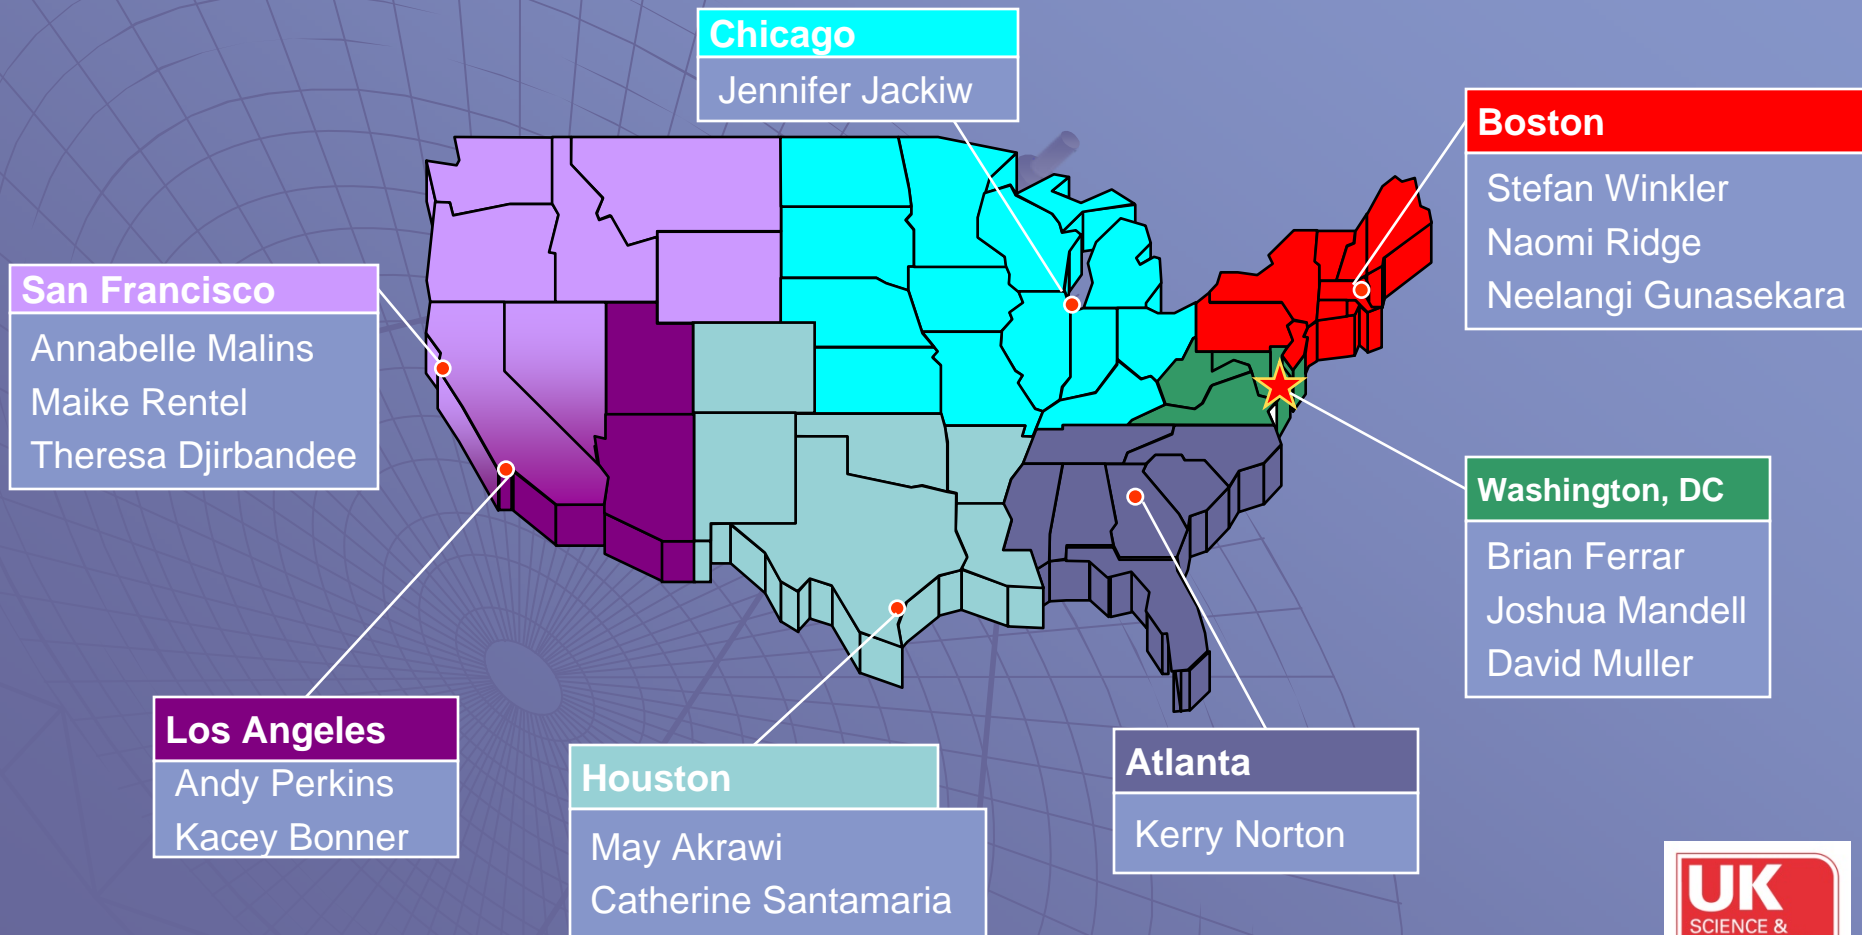 Chicago
Jennifer Jackiw
Boston
Stefan Winkler
Naomi Ridge
Neelangi Gunasekara
San Francisco
Annabelle Malins
Maike Rentel
Theresa Djirbandee
Washington, DC
Brian Ferrar
Joshua Mandell
David Muller
Los Angeles
Andy Perkins
Kacey Bonner
Houston
May Akrawi
Catherine Santamaria
Atlanta
Kerry Norton
UK
SCIENCE &